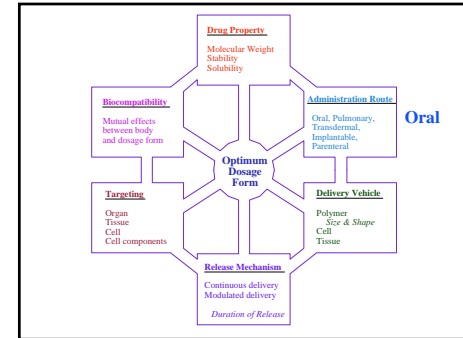 Drug Property
Molecular Weight
Stability
Solubility
Biocompatibility
Mutual effects
between body
and dosage form
Administration Route
Oral, Pulmonary,
Transdermal,
Implantable,
Parenteral
Oral
Optimum
Dosage
Form
Targeting
Organ
Tissue
Cell
Cell components
Delivery Vehicle
Polymer
Size & Shape
Cell
Tissue
Release Mechanism
Continuous delivery
Modulated delivery
Duration of Release